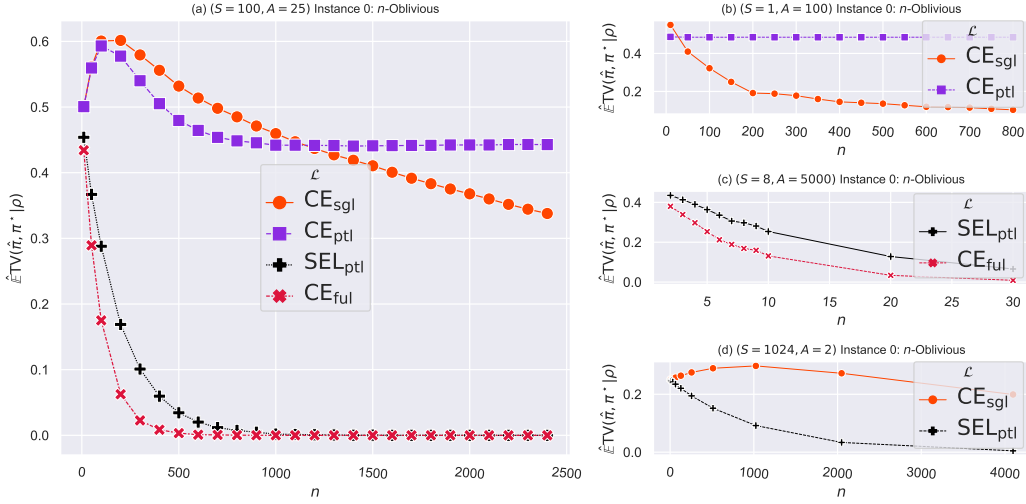 (a) (S = 100, A = 25) Instance 0: n-Oblivious
0.6
0.5
0.4
0.3
0.2
0.1
0.0
ÊTV(π̂, π* |ρ)
ℒ
CE_sgl
CE_ptl
SEL_ptl
CE_ful
0 500 1000 1500 2000 2500
n
(b) (S = 1, A = 100) Instance 0: n-Oblivious
0.4
0.2
ÊTV(π̂, π* |ρ)
ℒ
CE_sgl
CE_ptl
0 100 200 300 400 500 600 700 800
n
(c) (S = 8, A = 5000) Instance 0: n-Oblivious
0.4
0.2
0.0
ÊTV(π̂, π* |ρ)
ℒ
SEL_ptl
CE_ful
5 10 15 20 25 30
n
(d) (S = 1024, A = 2) Instance 0: n-Oblivious
0.2
0.0
ÊTV(π̂, π* |ρ)
ℒ
CE_sgl
SEL_ptl
0 1000 2000 3000 4000
n